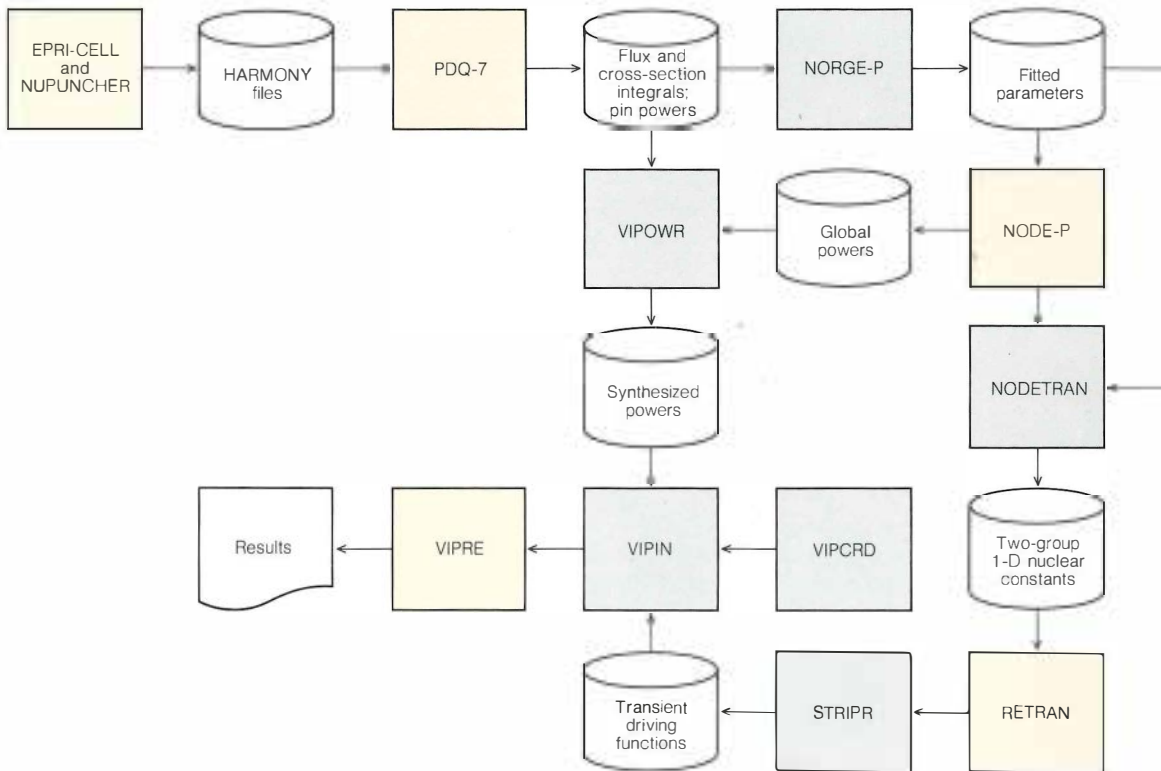 EPRI-CELL
and
NUPUNCHER
HARMONY
files
PDQ-7
Flux and
cross-section
integrals;
pin powers
NORGE-P
Fitted
parameters
VIPOWR
Global
powers
NODE-P
Synthesized
powers
NODETRAN
Results
VIPRE
VIPIN
VIPCRD
Two-group
1-D nuclear
constants
Transient
driving
functions
STRIPR
RETRAN